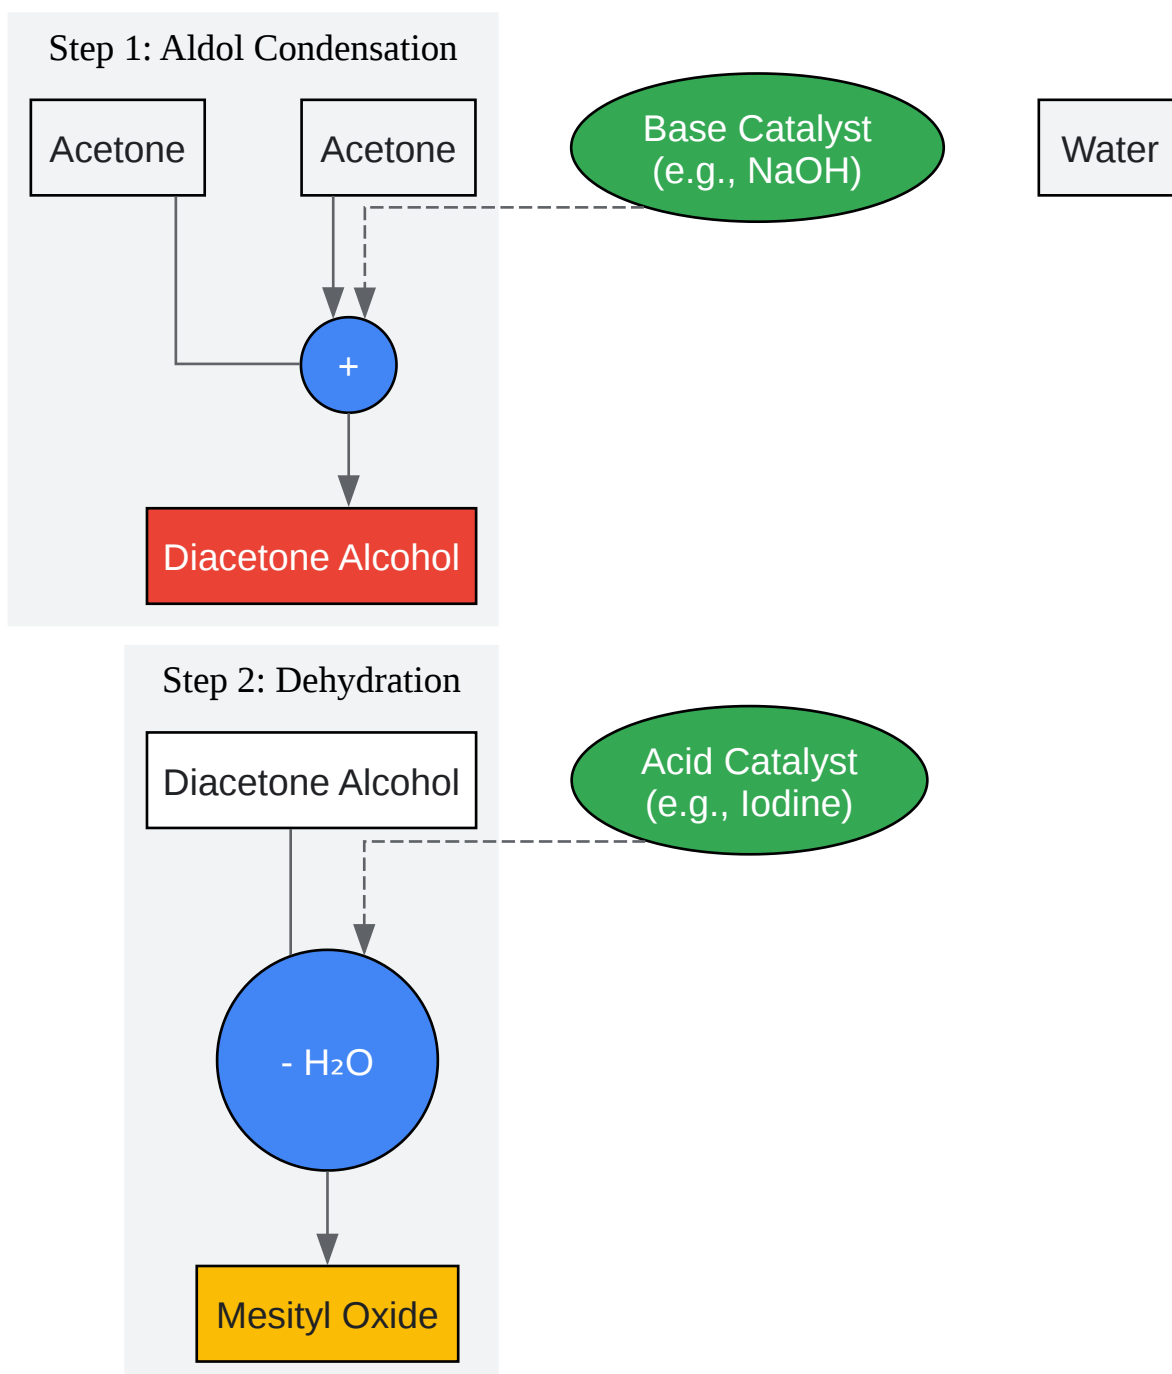 Step 1: Aldol Condensation
Acetone
Acetone
Base Catalyst
(e.g., NaOH)
Water
+
Diacetone Alcohol
Step 2: Dehydration
Diacetone Alcohol
Acid Catalyst
(e.g., Iodine)
- H₂O
Mesityl Oxide